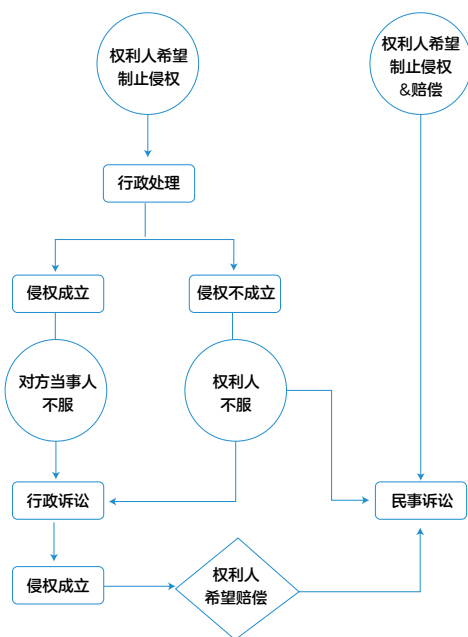 权利人希望
制止侵权
权利人希望
制止侵权
&赔偿
行政处理
侵权成立
侵权不成立
对方当事人
不服
权利人
不服
行政诉讼
民事诉讼
侵权成立
权利人
希望赔偿